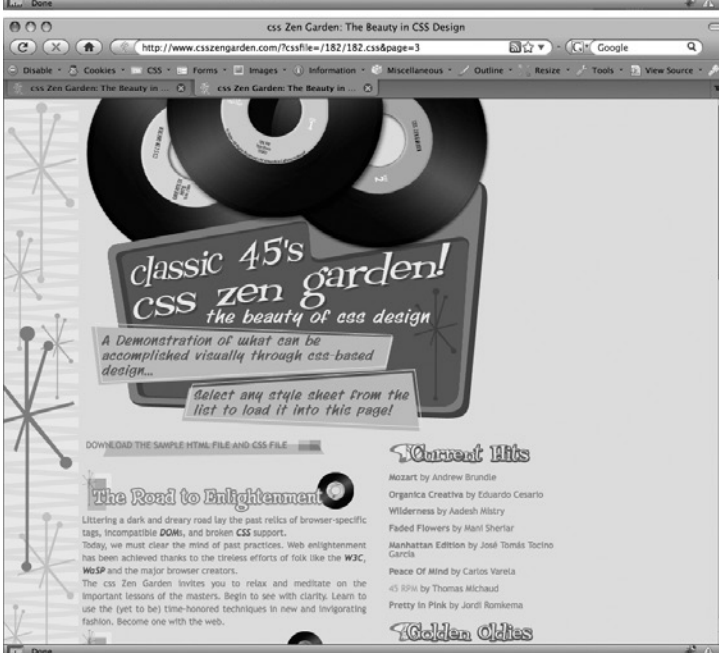 Done
css Zen Garden: The Beauty in CSS Design
http://www.csszengarden.com/?cssfile=/182/182.css&page=3
Google
Disable Cookies CSS Forms Images Information Miscellaneous Outline Resize Tools View Source
css Zen Garden: The Beauty in ... css Zen Garden: The Beauty in ...
classic 45's
css zen garden!
the beauty of css design
A Demonstration of what can be
accomplished visually through css-based
design...
Select any style sheet from the
list to load it into this page!
DOWNLOAD THE SAMPLE HTML FILE AND CSS FILE
The Road to Enlightenment
Littering a dark and dreary road lay the past relics of browser-specific
tags, incompatible DOMs, and broken CSS support.
Today, we must clear the mind of past practices. Web enlightenment
has been achieved thanks to the tireless efforts of folk like the W3C,
WaSP and the major browser creators.
The css Zen Garden invites you to relax and meditate on the
important lessons of the masters. Begin to see with clarity. Learn to
use the (yet to be) time-honored techniques in new and invigorating
fashion. Become one with the web.
Current Hits
Mozart by Andrew Brundle
Organica Creativa by Eduardo Cesario
Wilderness by Aadesh Mistry
Faded Flowers by Mani Sheriar
Manhattan Edition by José Tomás Tocino
García
Peace Of Mind by Carlos Varela
45 RPM by Thomas Michaud
Pretty in Pink by Jordi Romkema
Golden Oldies
Done